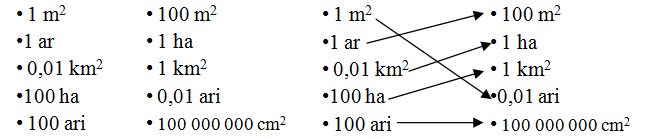 • 1 m² • 100 m² • 1 m² • 100 m²
•1 ar • 1 ha •1 ar • 1 ha
• 0,01 km² • 1 km² • 0,01 km² • 1 km²
•100 ha • 0,01 ari •100 ha •0,01 ari
• 100 ari • 100 000 000 cm² • 100 ari • 100 000 000 cm²